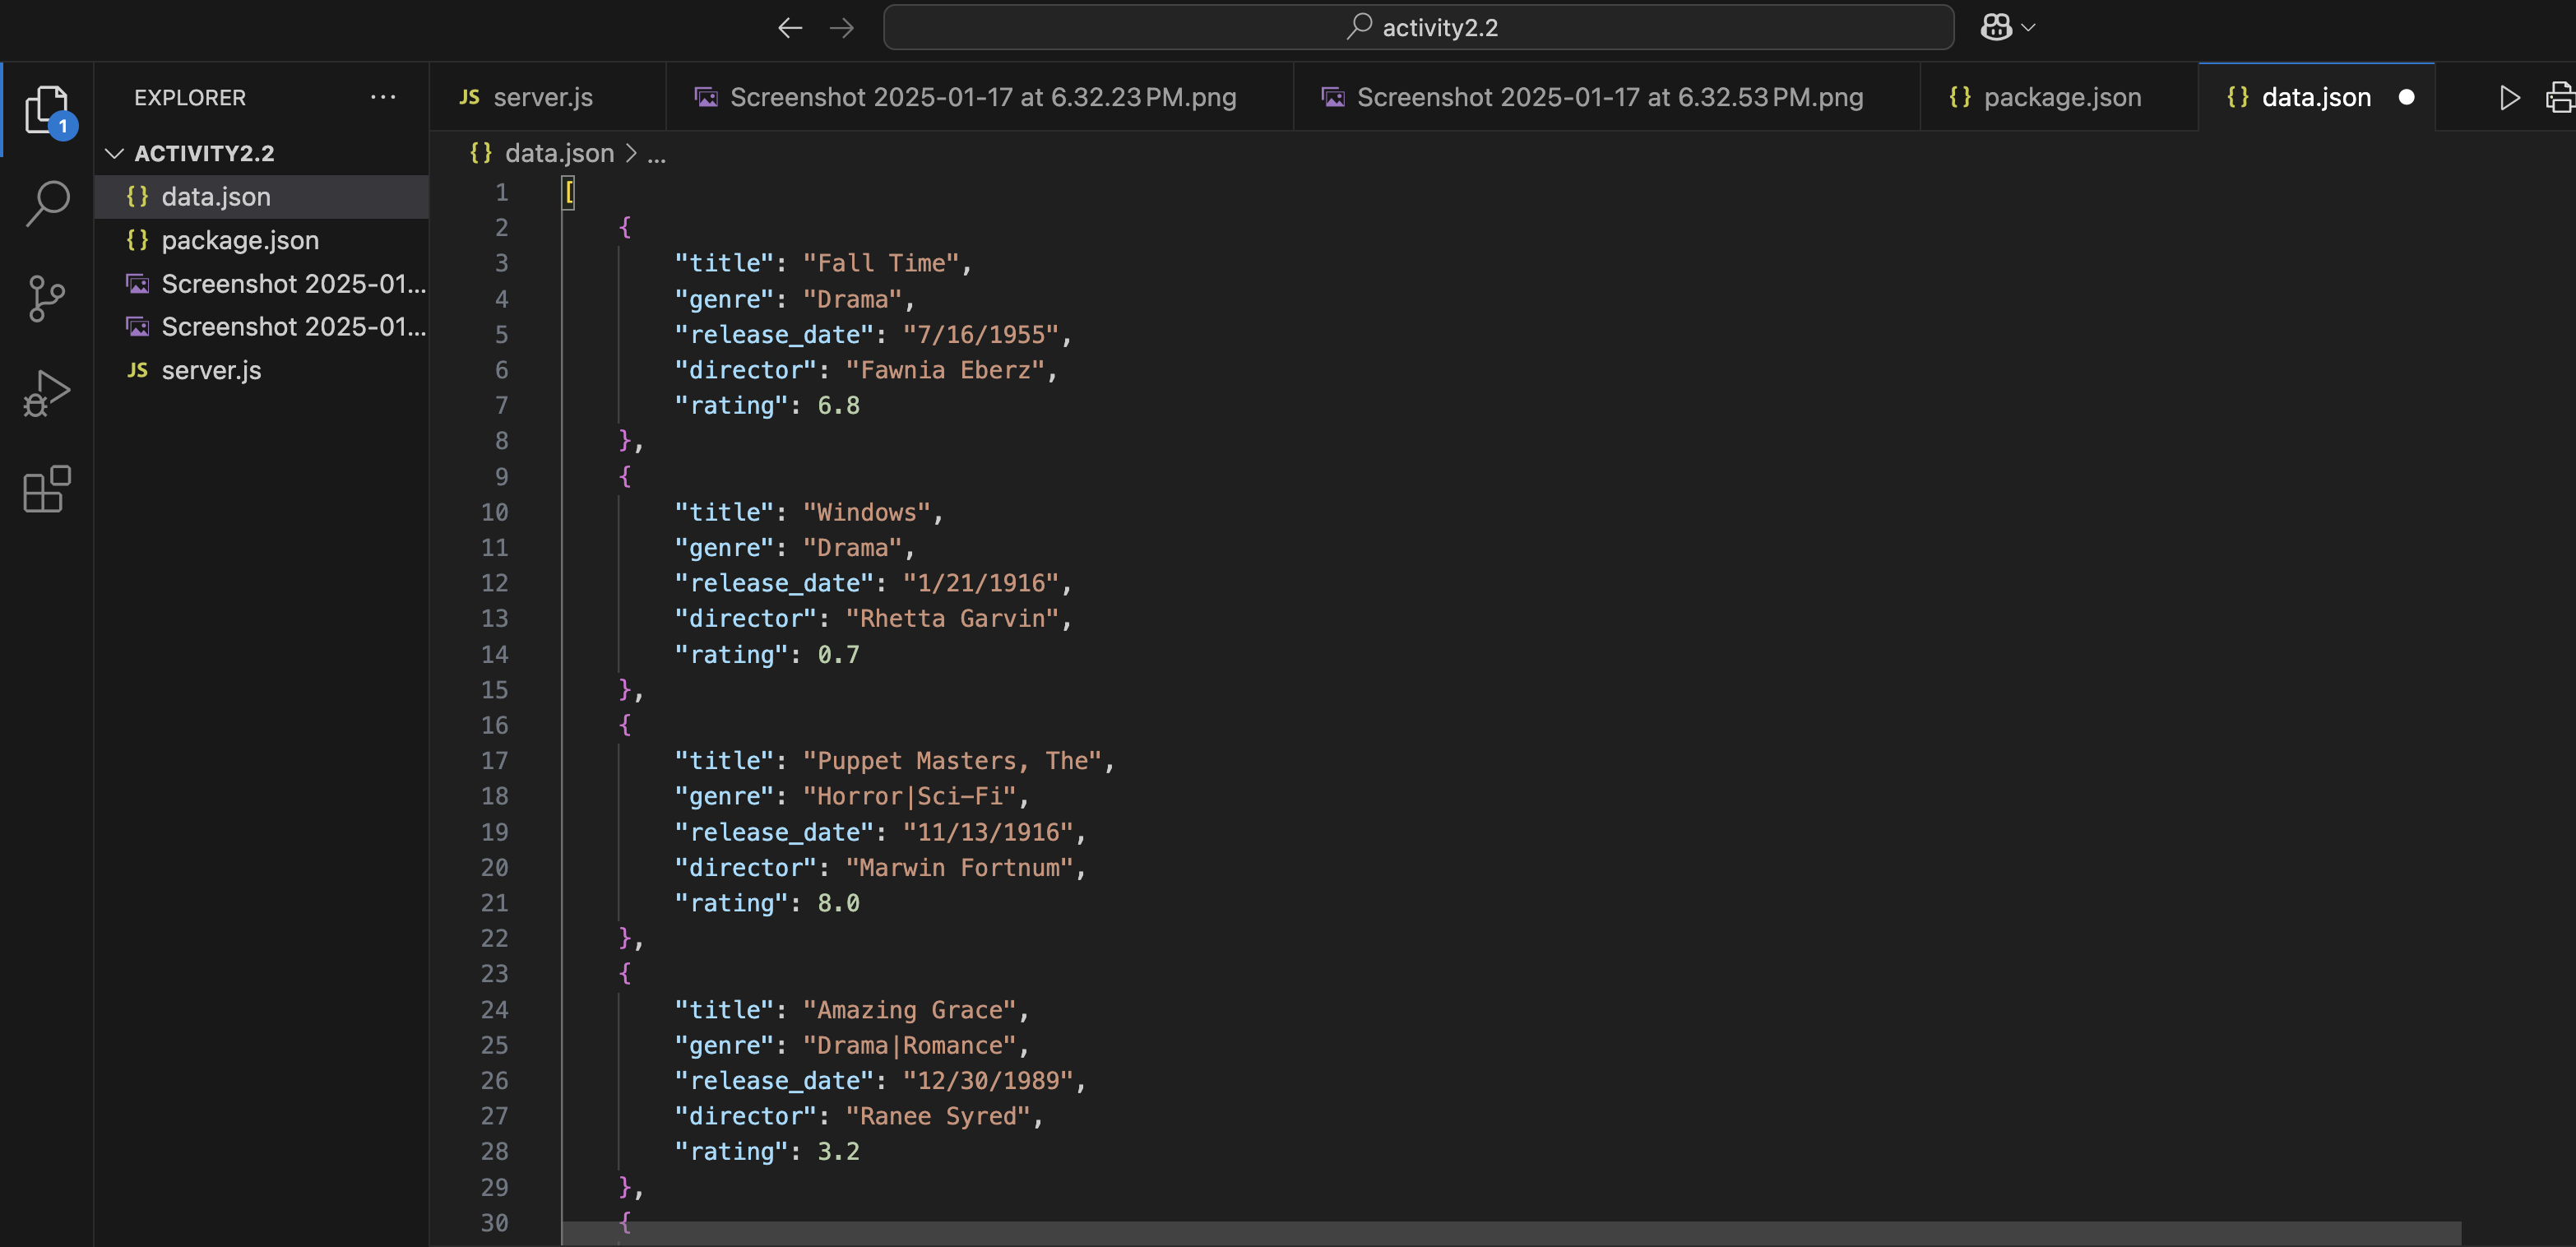 activity2.2
EXPLORER ...
1
ACTIVITY2.2
{} data.json
{} package.json
Screenshot 2025-01...
Screenshot 2025-01...
JS server.js
JS server.js
Screenshot 2025-01-17 at 6.32.23 PM.png
Screenshot 2025-01-17 at 6.32.53 PM.png
{} package.json
{} data.json
{} data.json > ...
1 [
2 {
3 "title": "Fall Time",
4 "genre": "Drama",
5 "release_date": "7/16/1955",
6 "director": "Fawnia Eberz",
7 "rating": 6.8
8 },
9 {
10 "title": "Windows",
11 "genre": "Drama",
12 "release_date": "1/21/1916",
13 "director": "Rhetta Garvin",
14 "rating": 0.7
15 },
16 {
17 "title": "Puppet Masters, The",
18 "genre": "Horror|Sci-Fi",
19 "release_date": "11/13/1916",
20 "director": "Marwin Fortnum",
21 "rating": 8.0
22 },
23 {
24 "title": "Amazing Grace",
25 "genre": "Drama|Romance",
26 "release_date": "12/30/1989",
27 "director": "Ranee Syred",
28 "rating": 3.2
29 },
30 {